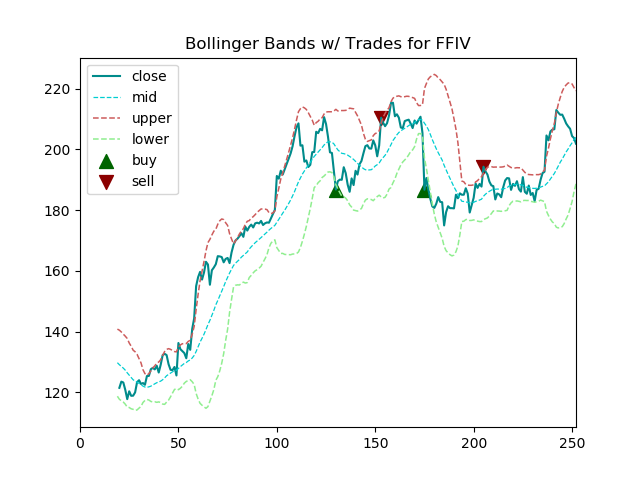 Bollinger Bands w/ Trades for FFIV
close
mid
upper
lower
buy
sell
220
200
180
160
140
120
0 50 100 150 200 250